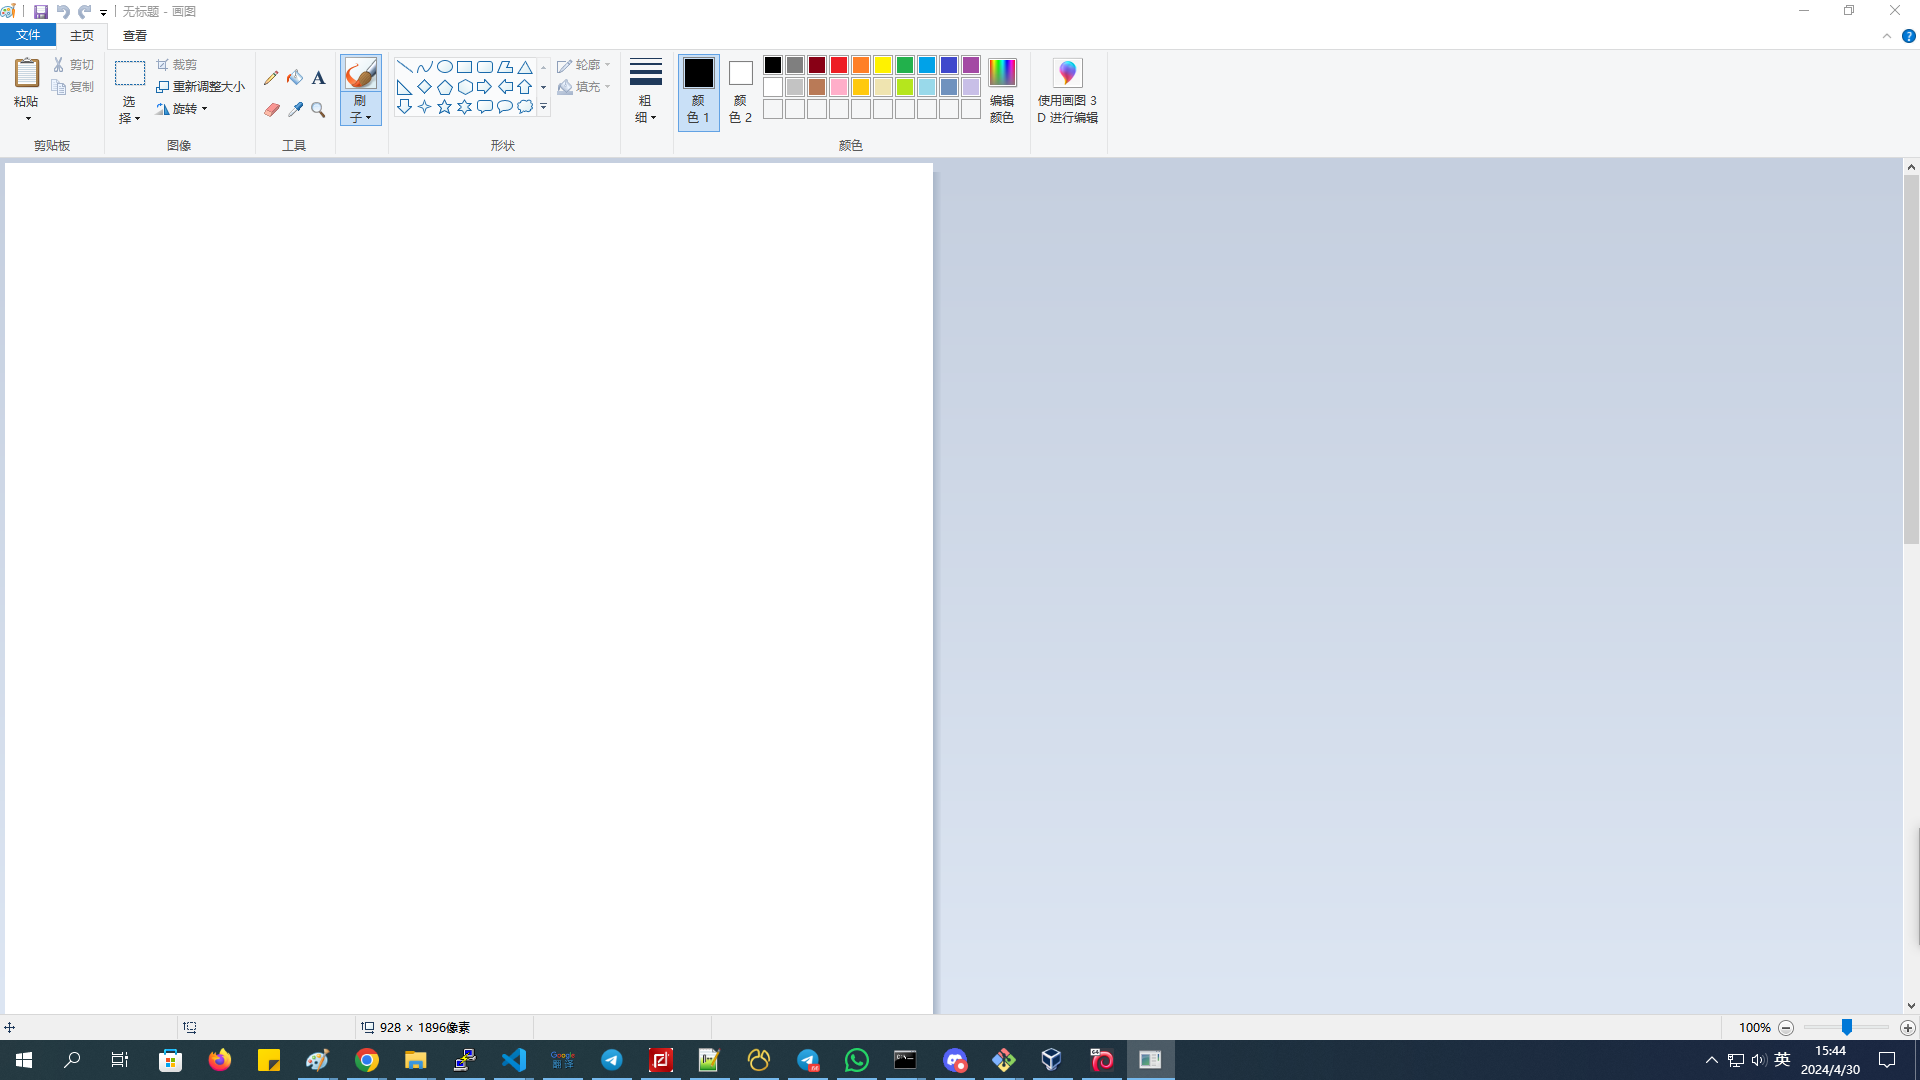 无标题 - 画图
文件 主页 查看
粘贴
剪切
复制
剪贴板
选
择
裁剪
重新调整大小
旋转
图像
A
工具
刷
子
轮廓
填充
形状
粗
细
颜
色 1
颜
色 2
编辑
颜色
颜色
使用画图 3
D 进行编辑
928 × 1896像素
100%
Google
翻译
英
15:44
2024/4/30